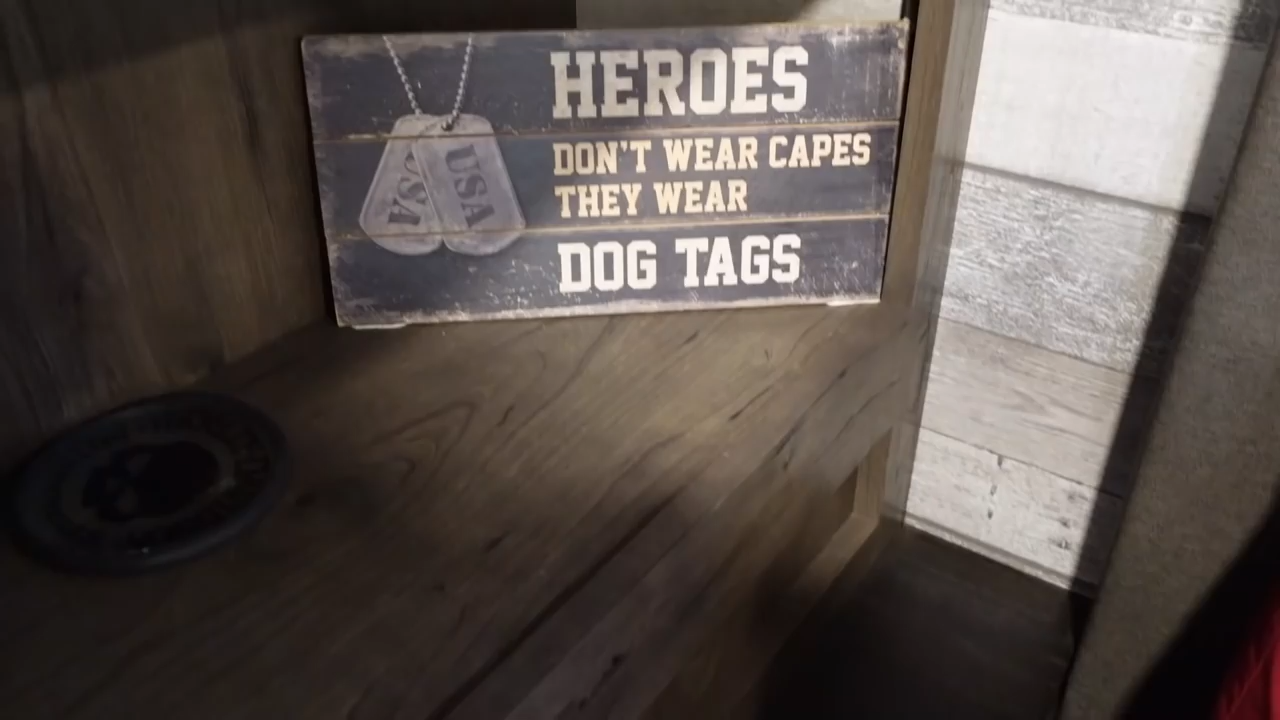 HEROES
DON'T WEAR CAPES
THEY WEAR
DOG TAGS
USA
USA